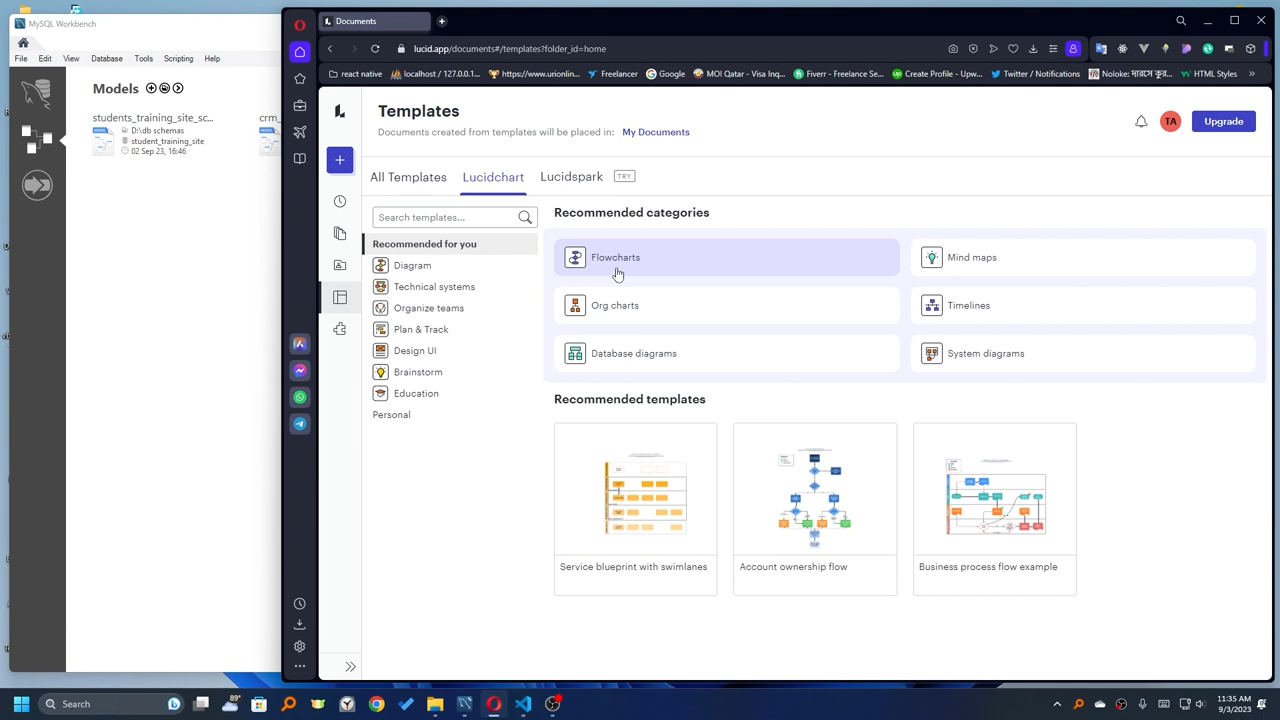 MySQL Workbench
File Edit View Database Tools Scripting Help
Models
students_training_site_sc...
D:\db schemas
student_training_site
02 Sep 23, 16:46
crm_
Documents
lucid.app/documents#/templates?folder_id=home
react native
localhost / 127.0.0.1...
https://www.urionlin...
Freelancer
Google
MOI Qatar - Visa Inq...
Fiverr - Freelance Se...
Create Profile - Upw...
Twitter / Notifications
HTML Styles
Templates
Documents created from templates will be placed in: My Documents
TA
Upgrade
All Templates
Lucidchart
Lucidspark
TRY
Search templates...
Recommended for you
Diagram
Technical systems
Organize teams
Plan & Track
Design UI
Brainstorm
Education
Personal
Recommended categories
Flowcharts
Mind maps
Org charts
Timelines
Database diagrams
System diagrams
Recommended templates
Service blueprint with swimlanes
Account ownership flow
Business process flow example
89°
Search
11:35 AM
9/3/2023